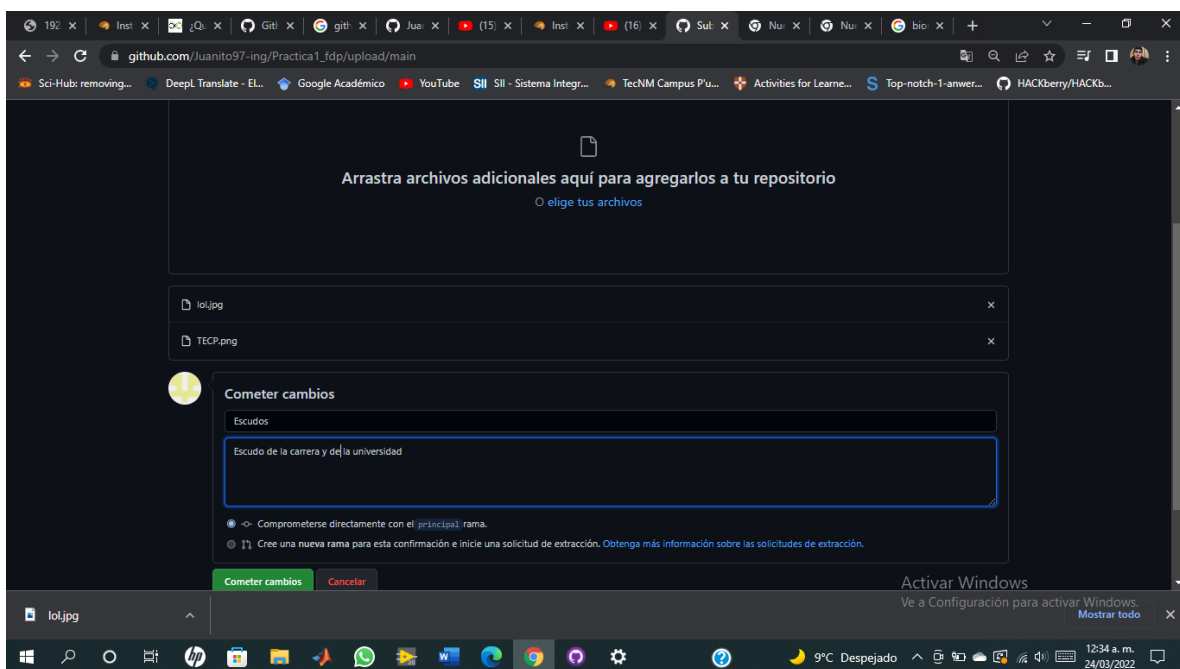 192
Inst
¿Qu
Gitl
gith
Jua
(15)
Inst
(16)
Sub
Nue
Nue
bio
github.com/Juanito97-ing/Practica1_fdp/upload/main
Sci-Hub: removing...
DeepL Translate - EL...
Google Académico
YouTube
SII SII - Sistema Integr...
TecNM Campus P'u...
Activities for Learne...
Top-notch-1-anwer...
HACKberry/HACKb...
Arrastra archivos adicionales aquí para agregarlos a tu repositorio
O elige tus archivos
lol.jpg
TECP.png
Cometer cambios
Escudos
Escudo de la carrera y de la universidad
Comprometerse directamente con el principal rama.
Cree una nueva rama para esta confirmación e inicie una solicitud de extracción. Obtenga más información sobre las solicitudes de extracción.
Cometer cambios
Cancelar
Activar Windows
Ve a Configuración para activar Windows.
lol.jpg
Mostrar todo
9°C Despejado
12:34 a. m.
24/03/2022